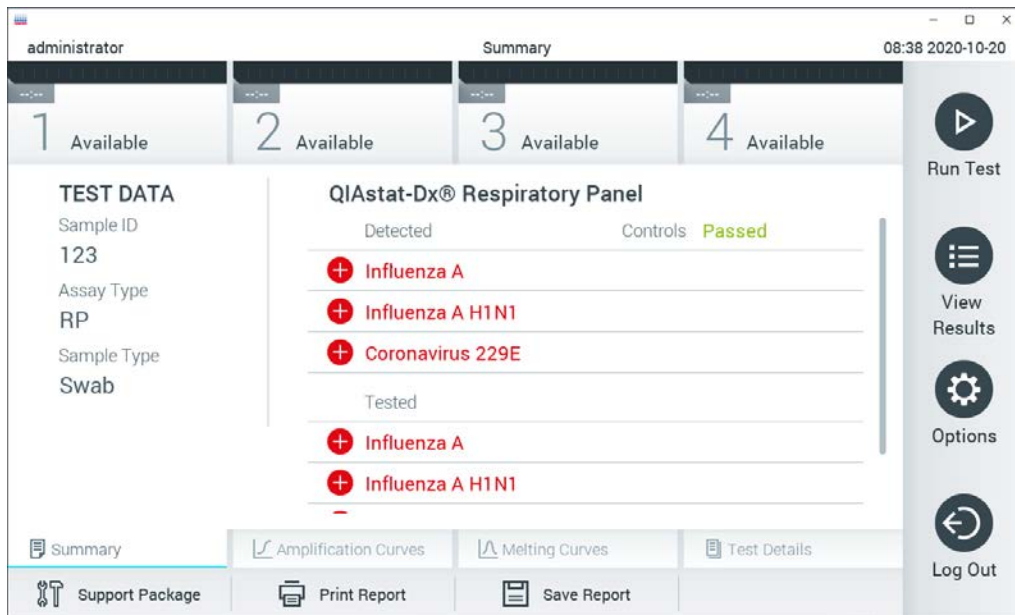 administrator
Summary
08:38 2020-10-20
--:--
1 Available
--:--
2 Available
--:--
3 Available
--:--
4 Available
Run Test
View
Results
Options
Log Out
TEST DATA
Sample ID
123
Assay Type
RP
Sample Type
Swab
QIAstat-Dx® Respiratory Panel
Detected
Controls Passed
Influenza A
Influenza A H1N1
Coronavirus 229E
Tested
Influenza A
Influenza A H1N1
Summary
Amplification Curves
Melting Curves
Test Details
Support Package
Print Report
Save Report